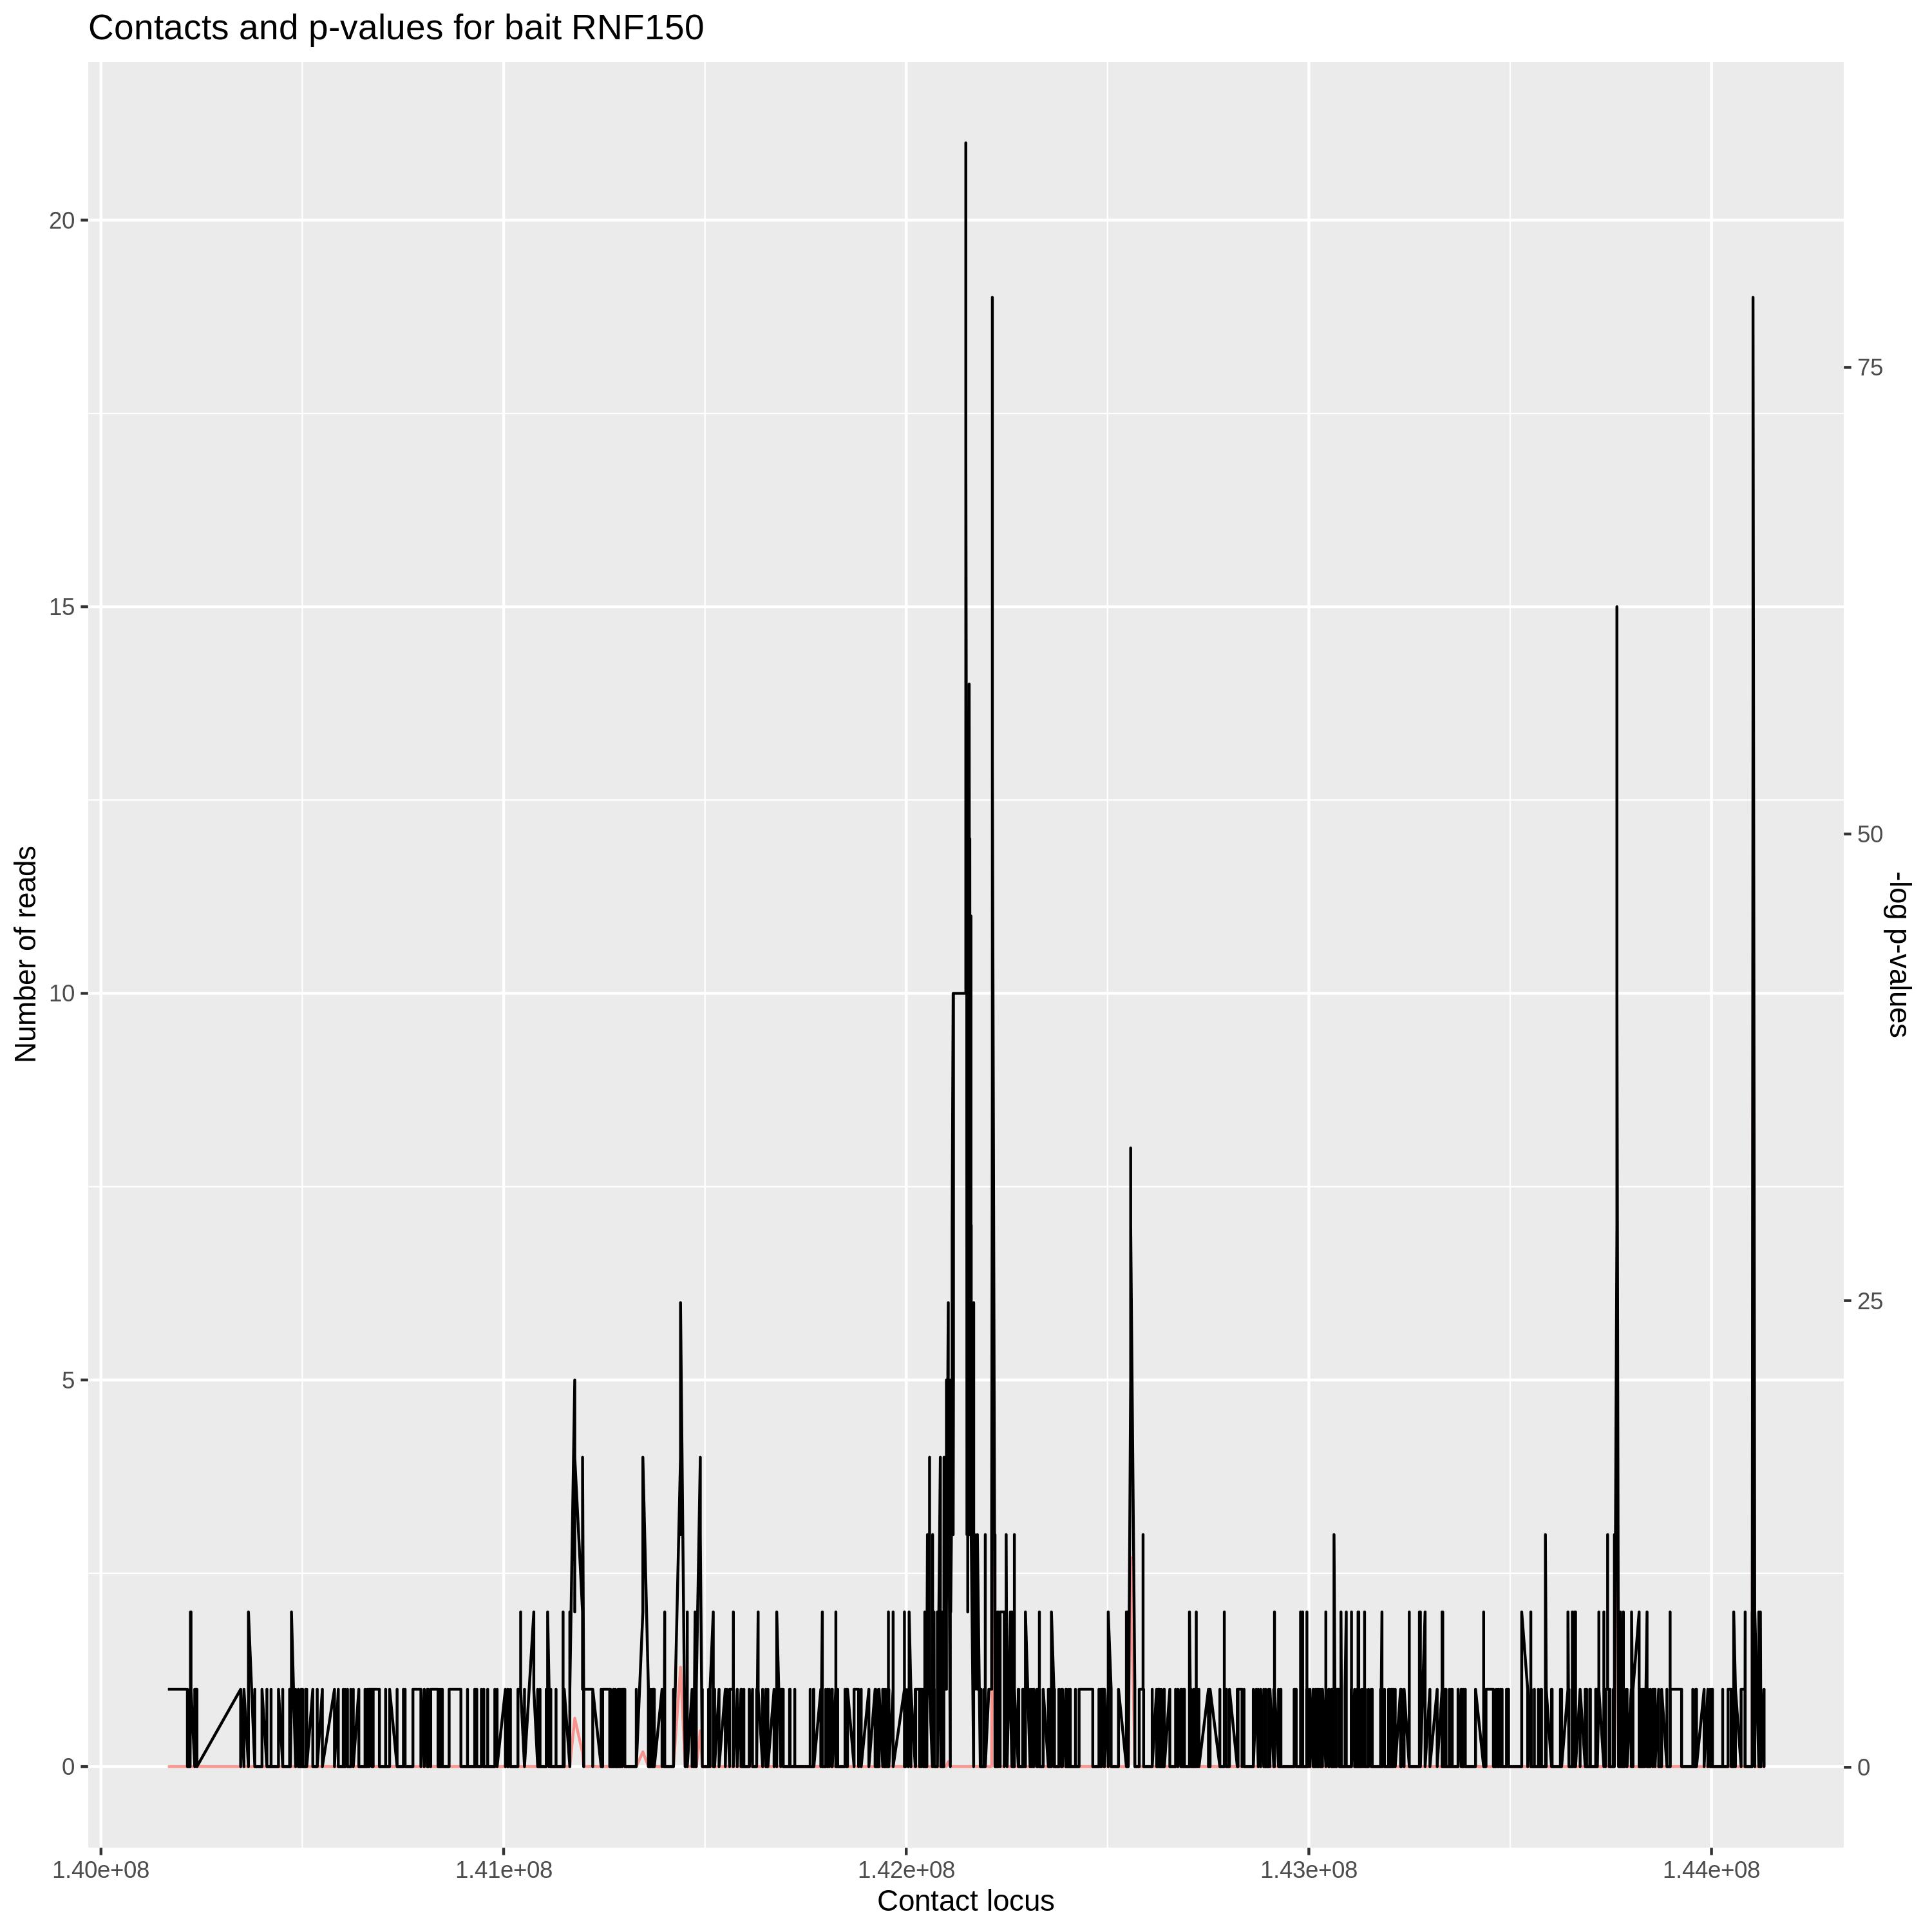 Contacts and p-values for bait RNF150
20
15
10
5
0
Number of reads
75
50
25
0
-log p-values
1.40e+08
1.41e+08
1.42e+08
1.43e+08
1.44e+08
Contact locus